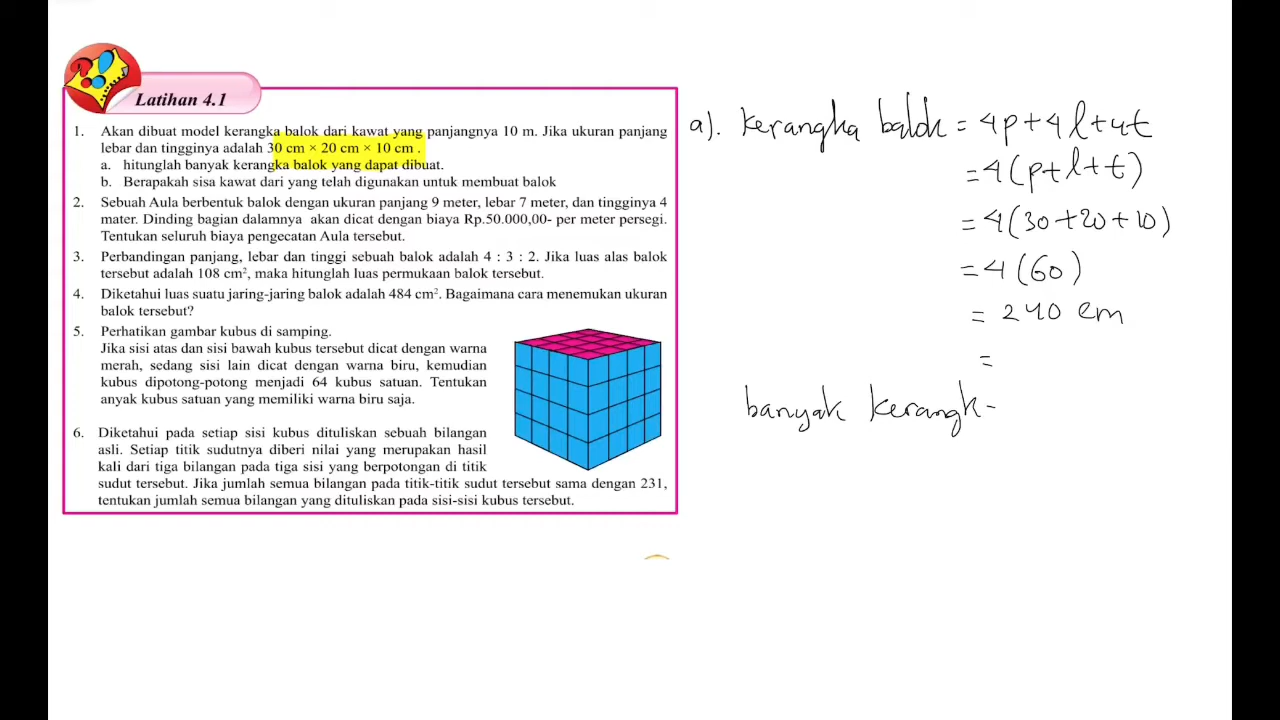 Latihan 4.1
1. Akan dibuat model kerangka balok dari kawat yang panjangnya 10 m. Jika ukuran panjang
lebar dan tingginya adalah 30 cm × 20 cm × 10 cm .
a. hitunglah banyak kerangka balok yang dapat dibuat.
b. Berapakah sisa kawat dari yang telah digunakan untuk membuat balok
2. Sebuah Aula berbentuk balok dengan ukuran panjang 9 meter, lebar 7 meter, dan tingginya 4
mater. Dinding bagian dalamnya akan dicat dengan biaya Rp.50.000,00- per meter persegi.
Tentukan seluruh biaya pengecatan Aula tersebut.
3. Perbandingan panjang, lebar dan tinggi sebuah balok adalah 4 : 3 : 2. Jika luas alas balok
tersebut adalah 108 cm², maka hitunglah luas permukaan balok tersebut.
4. Diketahui luas suatu jaring-jaring balok adalah 484 cm². Bagaimana cara menemukan ukuran
balok tersebut?
5. Perhatikan gambar kubus di samping.
Jika sisi atas dan sisi bawah kubus tersebut dicat dengan warna
merah, sedang sisi lain dicat dengan warna biru, kemudian
kubus dipotong-potong menjadi 64 kubus satuan. Tentukan
anyak kubus satuan yang memiliki warna biru saja.
6. Diketahui pada setiap sisi kubus dituliskan sebuah bilangan
asli. Setiap titik sudutnya diberi nilai yang merupakan hasil
kali dari tiga bilangan pada tiga sisi yang berpotongan di titik
sudut tersebut. Jika jumlah semua bilangan pada titik-titik sudut tersebut sama dengan 231,
tentukan jumlah semua bilangan yang dituliskan pada sisi-sisi kubus tersebut.
a). kerangka balok = 4p+4l+4t
= 4(p+l+t)
= 4(30+20+10)
= 4(60)
= 240 cm
=
banyak kerangk-